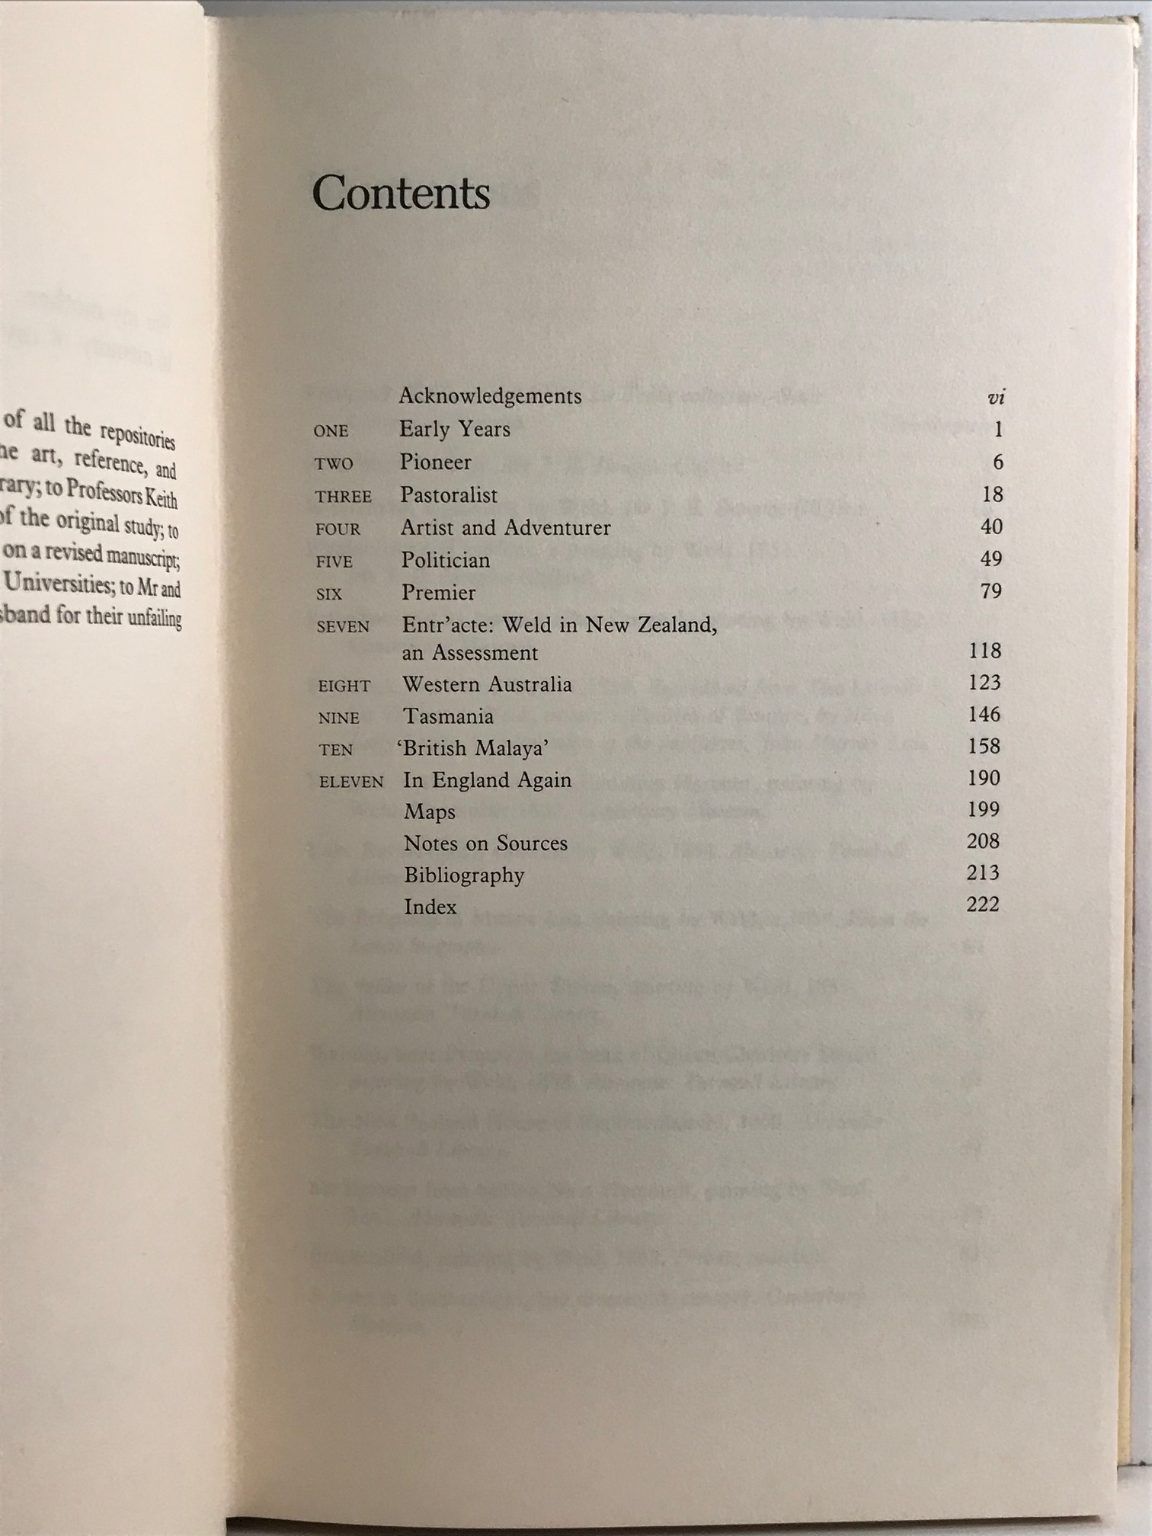 of all the repositories
art, reference, and
to Professors Keith
of the original study; to
on a revised manuscript;
Universities; to Mr and
for their unfailing
Contents
Acknowledgements vi
ONE Early Years 1
TWO Pioneer 6
THREE Pastoralist 18
FOUR Artist and Adventurer 40
FIVE Politician 49
SIX Premier 79
SEVEN Entr'acte: Weld in New Zealand,
an Assessment 118
EIGHT Western Australia 123
NINE Tasmania 146
TEN ‘British Malaya’ 158
ELEVEN In England Again 190
Maps 199
Notes on Sources 208
Bibliography 213
Index 222